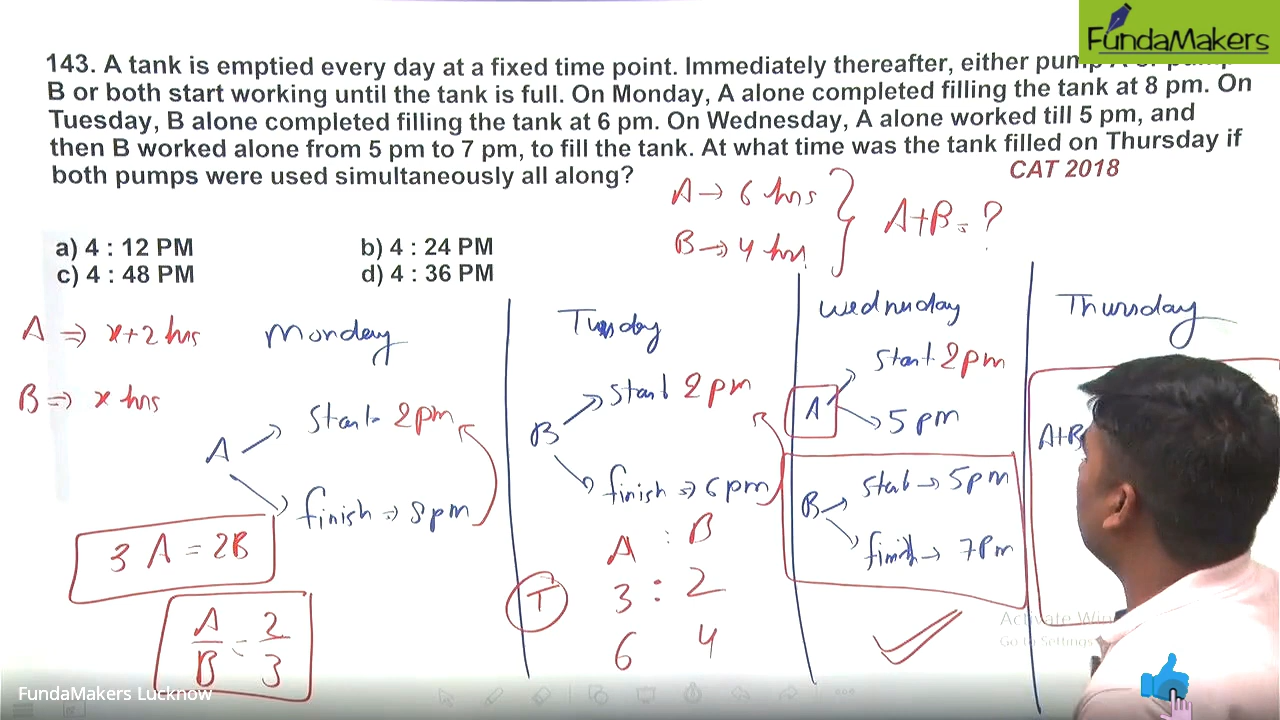 FundaMakers
143. A tank is emptied every day at a fixed time point. Immediately thereafter, either pump A or pump
B or both start working until the tank is full. On Monday, A alone completed filling the tank at 8 pm. On
Tuesday, B alone completed filling the tank at 6 pm. On Wednesday, A alone worked till 5 pm, and
then B worked alone from 5 pm to 7 pm, to fill the tank. At what time was the tank filled on Thursday if
both pumps were used simultaneously all along?
CAT 2018
a) 4 : 12 PM
b) 4 : 24 PM
c) 4 : 48 PM
d) 4 : 36 PM
A → 6 hrs
B → 4 hrs
A+B = ?
A ⇒ x+2 hrs
B ⇒ x hrs
Monday
A
Start 2pm
finish ⇒ 8pm
3 A = 2B
A/B = 2/3
Tuesday
B
Start 2pm
finish ⇒ 6pm
A : B
T 3 : 2
6 4
Wednesday
A
Start 2pm
5 pm
B
Start → 5pm
finish → 7pm
Thursday
A+B
Activate Win
Go to Settings
FundaMakers Lucknow